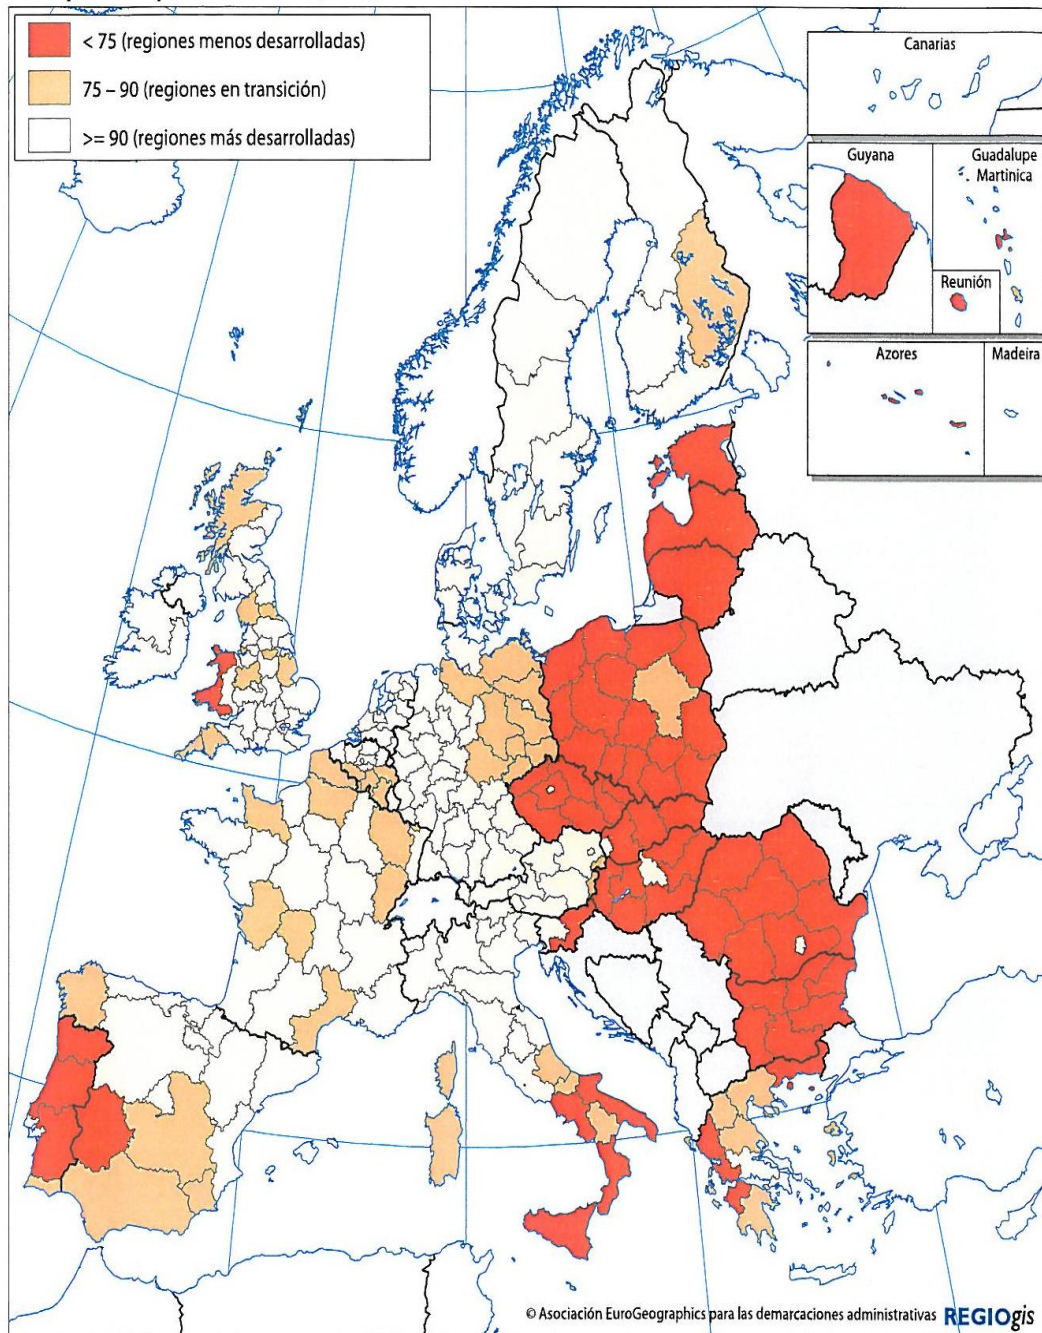 < 75 (regiones menos desarrolladas)
75 – 90 (regiones en transición)
>= 90 (regiones más desarrolladas)
Canarias
Guyana
Guadalupe
Martinica
Reunión
Azores
Madeira
© Asociación EuroGeographics para las demarcaciones administrativas REGIOgis